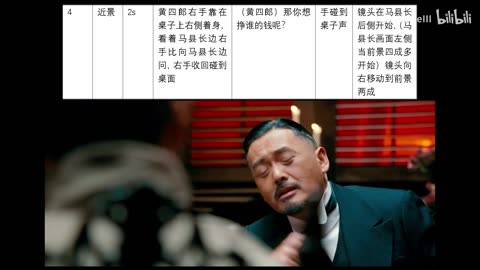 elll bilibili
4 近景 2s 黄四郎右手靠在 （黄四郎）那你想 手碰到 镜头在马县长
桌子上右侧着身, 挣谁的钱呢？ 桌子声 后侧开始,（马
看着马县长边右 县长画面左侧
手比向马县长边 当前景四成多
问，右手收回碰到 开始）镜头向
桌面 右移动到前景
两成